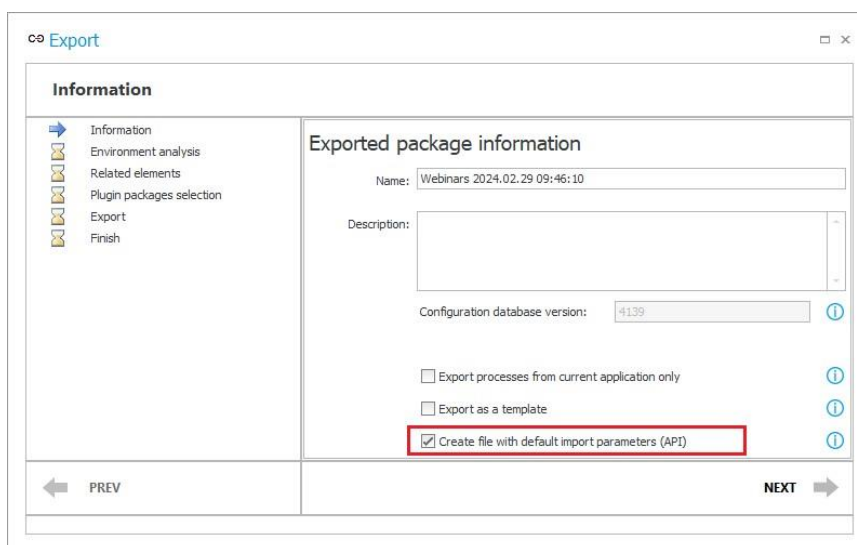 Export
Information
Information
Environment analysis
Related elements
Plugin packages selection
Export
Finish
Exported package information
Name: Webinars 2024.02.29 09:46:10
Description:
Configuration database version: 4139
Export processes from current application only
Export as a template
Create file with default import parameters (API)
PREV
NEXT